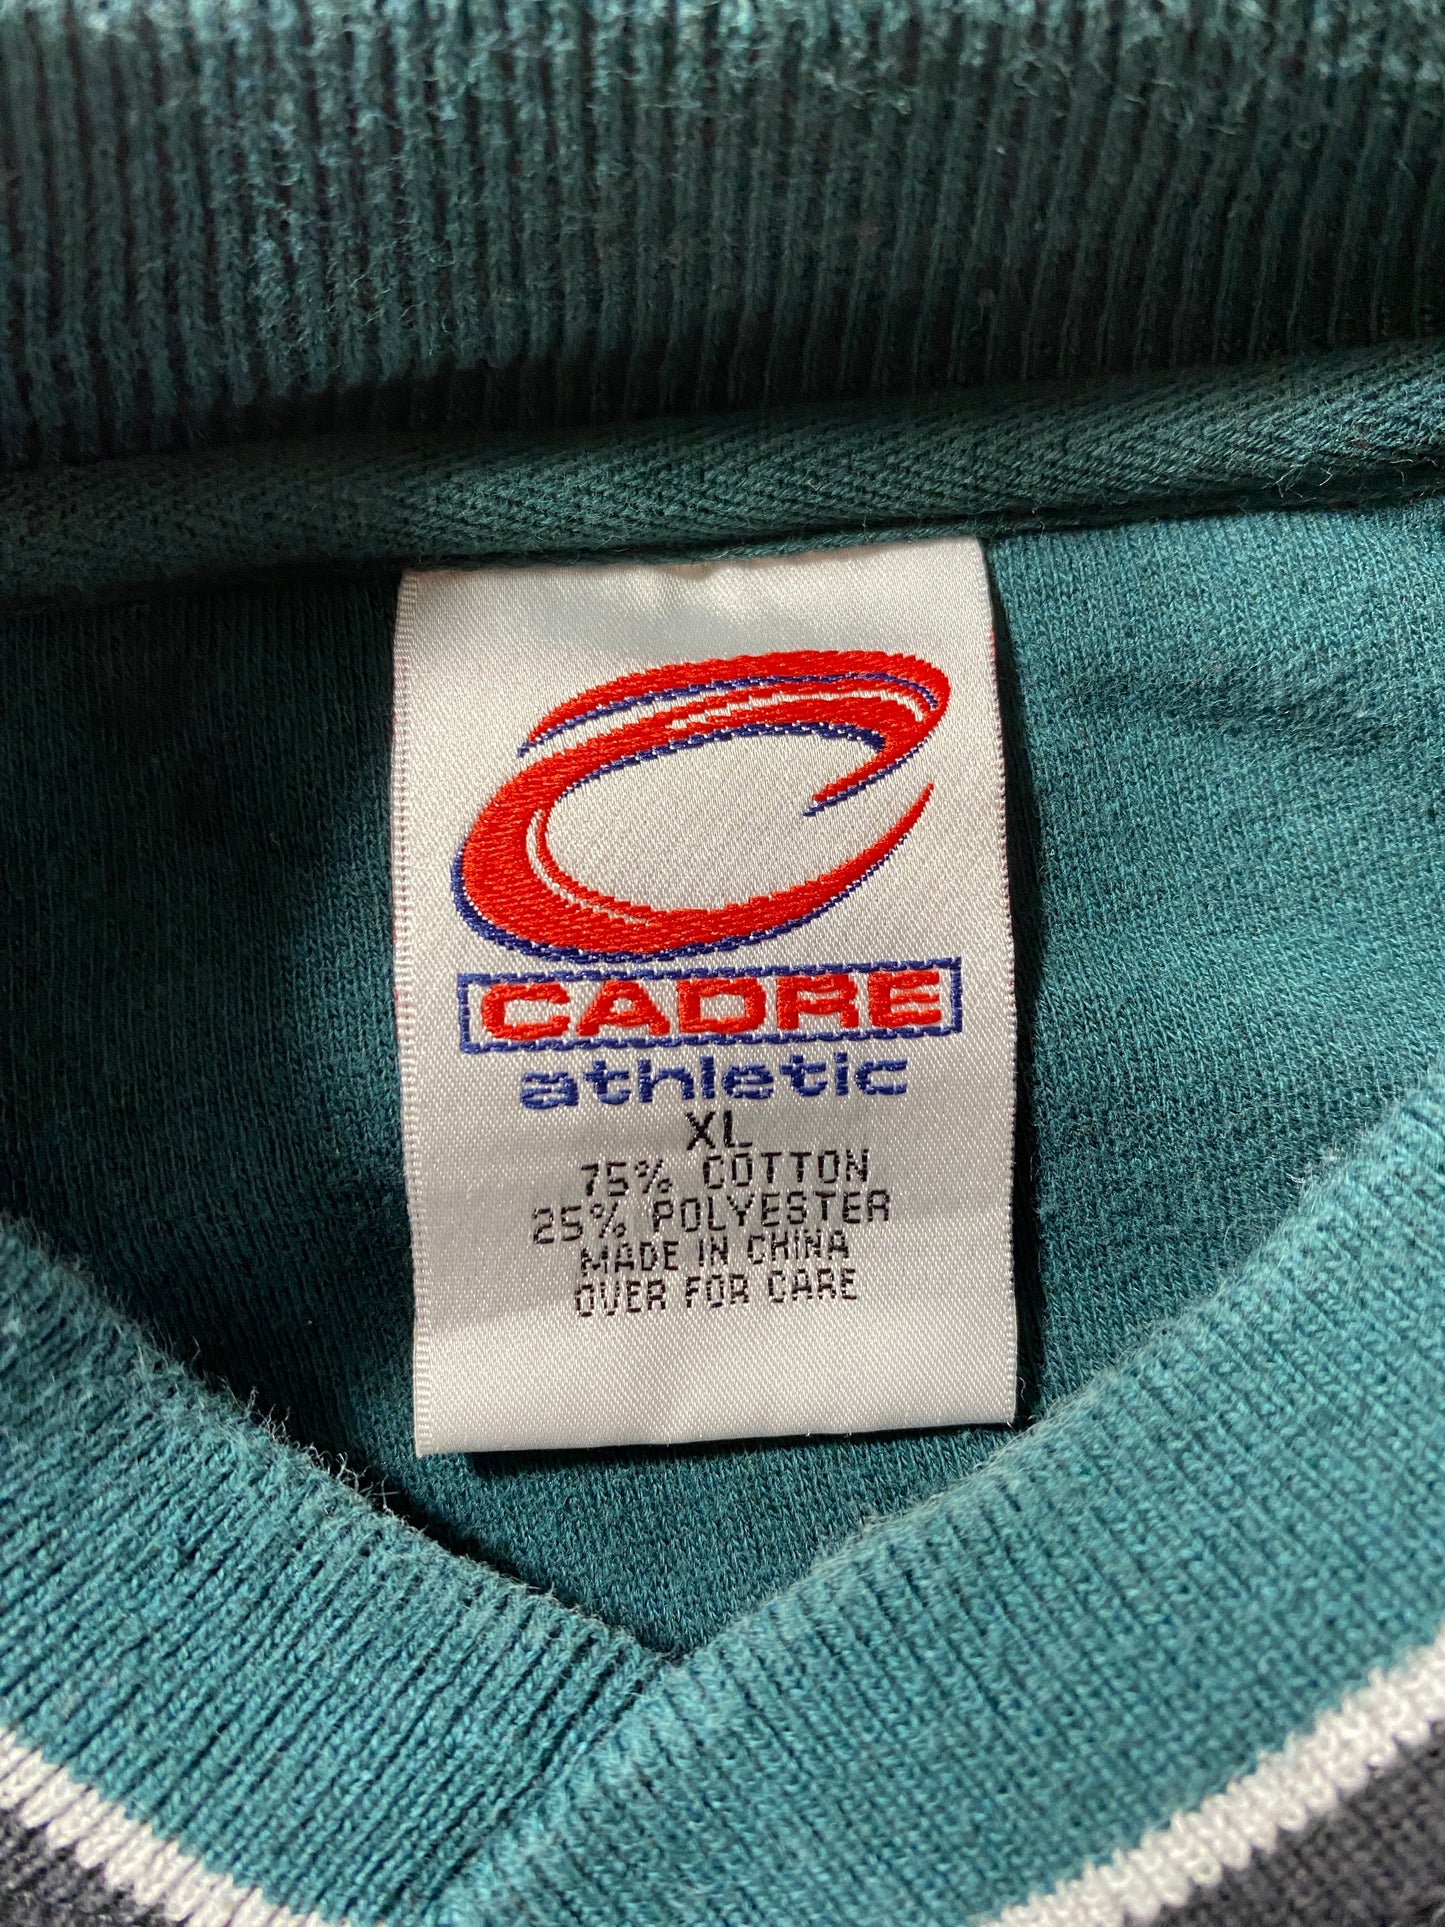 CADRE
athletic
XL
75% COTTON
25% POLYESTER
MADE IN CHINA
OVER FOR CARE